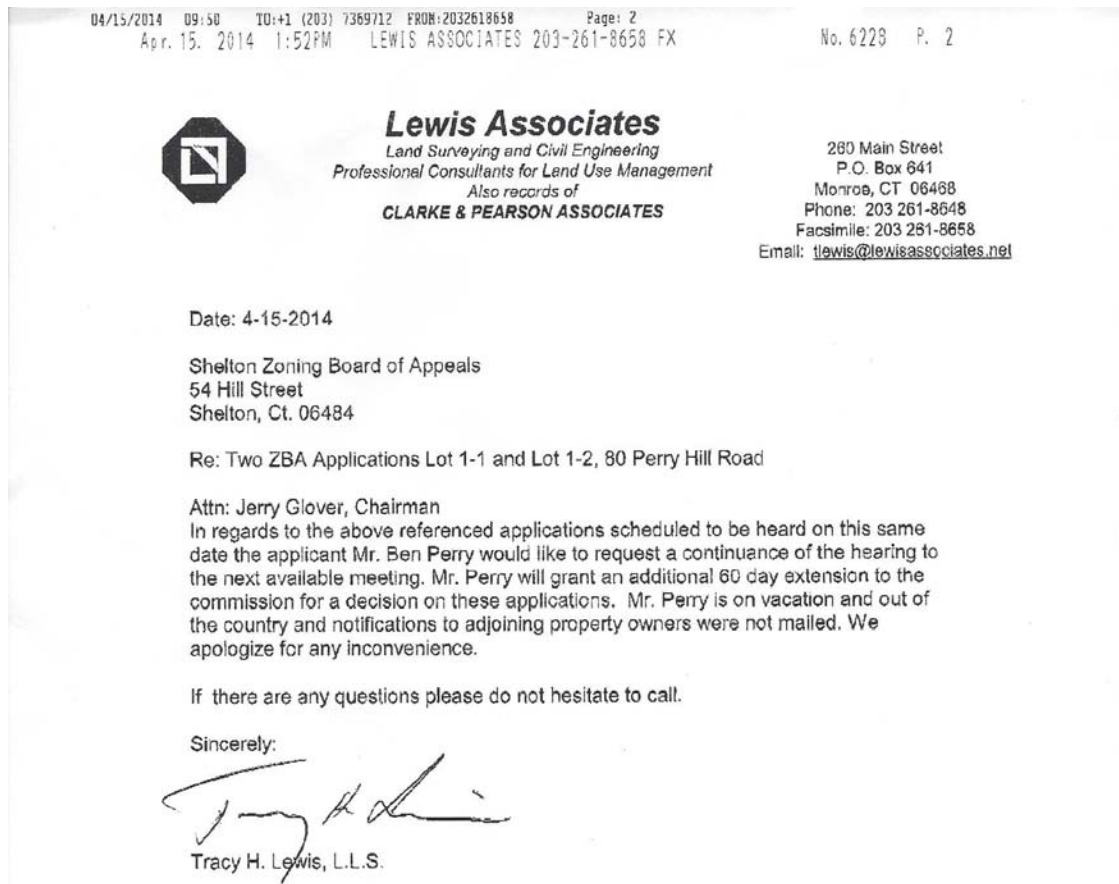 04/15/2014 09:50 TO:+1 (203) 7369712 FROM:2032618658 Page: 2
Apr. 15. 2014 1:52PM LEWIS ASSOCIATES 203-261-8658 FX No. 6228 P. 2
Lewis Associates
Land Surveying and Civil Engineering
Professional Consultants for Land Use Management
Also records of
CLARKE & PEARSON ASSOCIATES
260 Main Street
P.O. Box 641
Monroe, CT 06468
Phone: 203 261-8648
Facsimile: 203 261-8658
Email: tlewis@lewisassociates.net
Date: 4-15-2014
Shelton Zoning Board of Appeals
54 Hill Street
Shelton, Ct. 06484
Re: Two ZBA Applications Lot 1-1 and Lot 1-2, 80 Perry Hill Road
Attn: Jerry Glover, Chairman
In regards to the above referenced applications scheduled to be heard on this same
date the applicant Mr. Ben Perry would like to request a continuance of the hearing to
the next available meeting. Mr. Perry will grant an additional 60 day extension to the
commission for a decision on these applications. Mr. Perry is on vacation and out of
the country and notifications to adjoining property owners were not mailed. We
apologize for any inconvenience.
If there are any questions please do not hesitate to call.
Sincerely:
Tracy H. Lewis
Tracy H. Lewis, L.L.S.